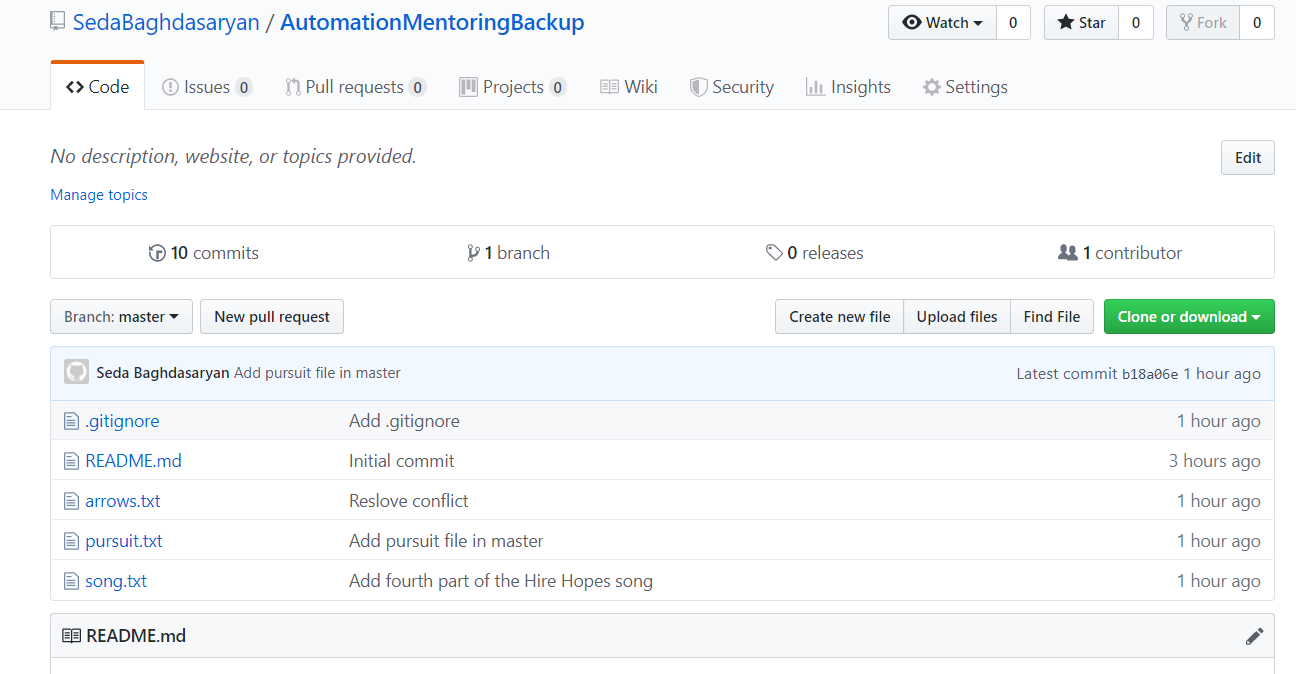 SedaBaghdasaryan / AutomationMentoringBackup
Watch 0 Star 0 Fork 0
Code Issues 0 Pull requests 0 Projects 0 Wiki Security Insights Settings
No description, website, or topics provided.
Edit
Manage topics
10 commits 1 branch 0 releases 1 contributor
Branch: master New pull request Create new file Upload files Find File Clone or download
Seda Baghdasaryan Add pursuit file in master Latest commit b18a06e 1 hour ago
.gitignore Add .gitignore 1 hour ago
README.md Initial commit 3 hours ago
arrows.txt Reslove conflict 1 hour ago
pursuit.txt Add pursuit file in master 1 hour ago
song.txt Add fourth part of the Hire Hopes song 1 hour ago
README.md